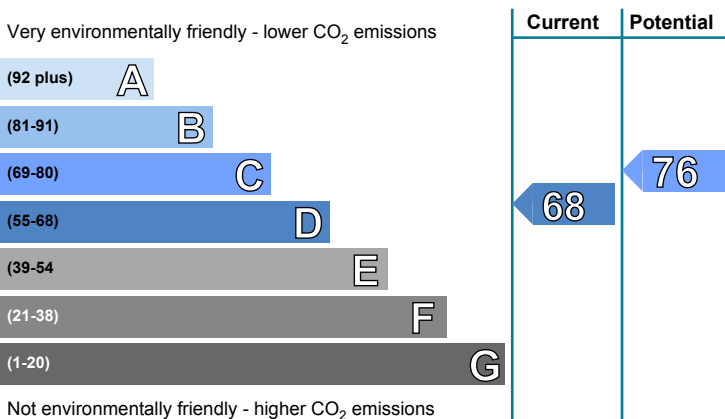 Current Potential
Very environmentally friendly - lower CO2 emissions
(92 plus) A
(81-91) B
(69-80) C
76
(55-68) D
68
(39-54 E
(21-38) F
(1-20) G
Not environmentally friendly - higher CO2 emissions